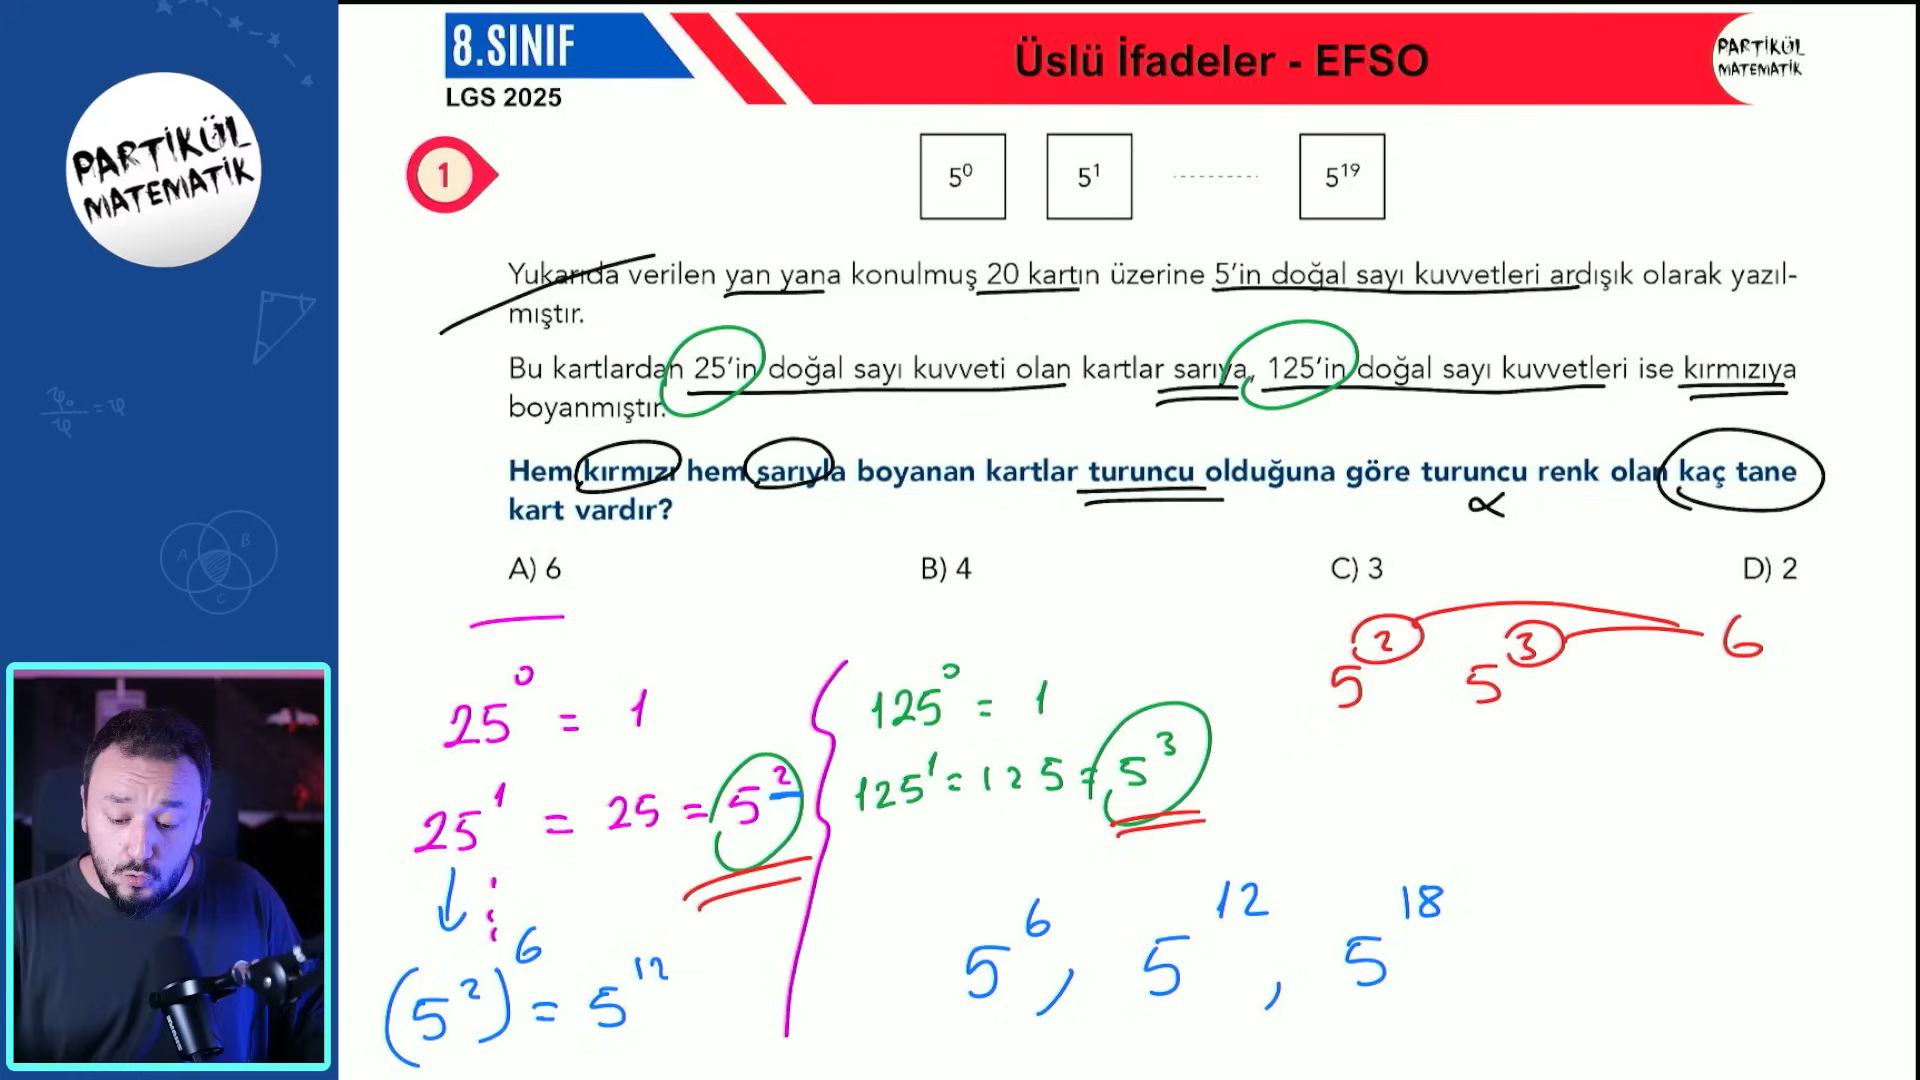 8.SINIF
LGS 2025
Üslü İfadeler - EFSO
PARTİKÜL
MATEMATİK
PARTİKÜL
MATEMATİK
1
5⁰ 5¹ ............ 5¹⁹
Yukarıda verilen yan yana konulmuş 20 kartın üzerine 5'in doğal sayı kuvvetleri ardışık olarak yazıl-
mıştır.
Bu kartlardan 25'in doğal sayı kuvveti olan kartlar sarıya, 125'in doğal sayı kuvvetleri ise kırmızıya
boyanmıştır.
Hem kırmızı hem sarıyla boyanan kartlar turuncu olduğuna göre turuncu renk olan kaç tane
kart vardır?
A) 6 B) 4 C) 3 D) 2
5² 5³ 6
25⁰ = 1
25¹ = 25 = 5²
(5²)⁶ = 5¹²
125⁰ = 1
125¹ = 125 = 5³
5⁶, 5¹², 5¹⁸
A B
C